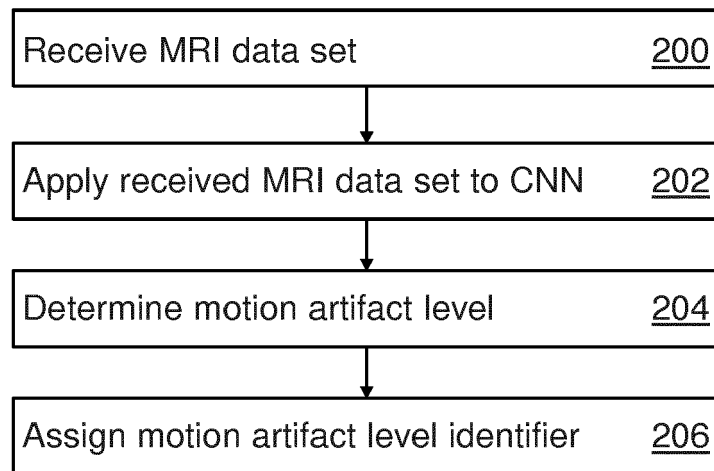 Receive MRI data set 200
Apply received MRI data set to CNN 202
Determine motion artifact level 204
Assign motion artifact level identifier 206